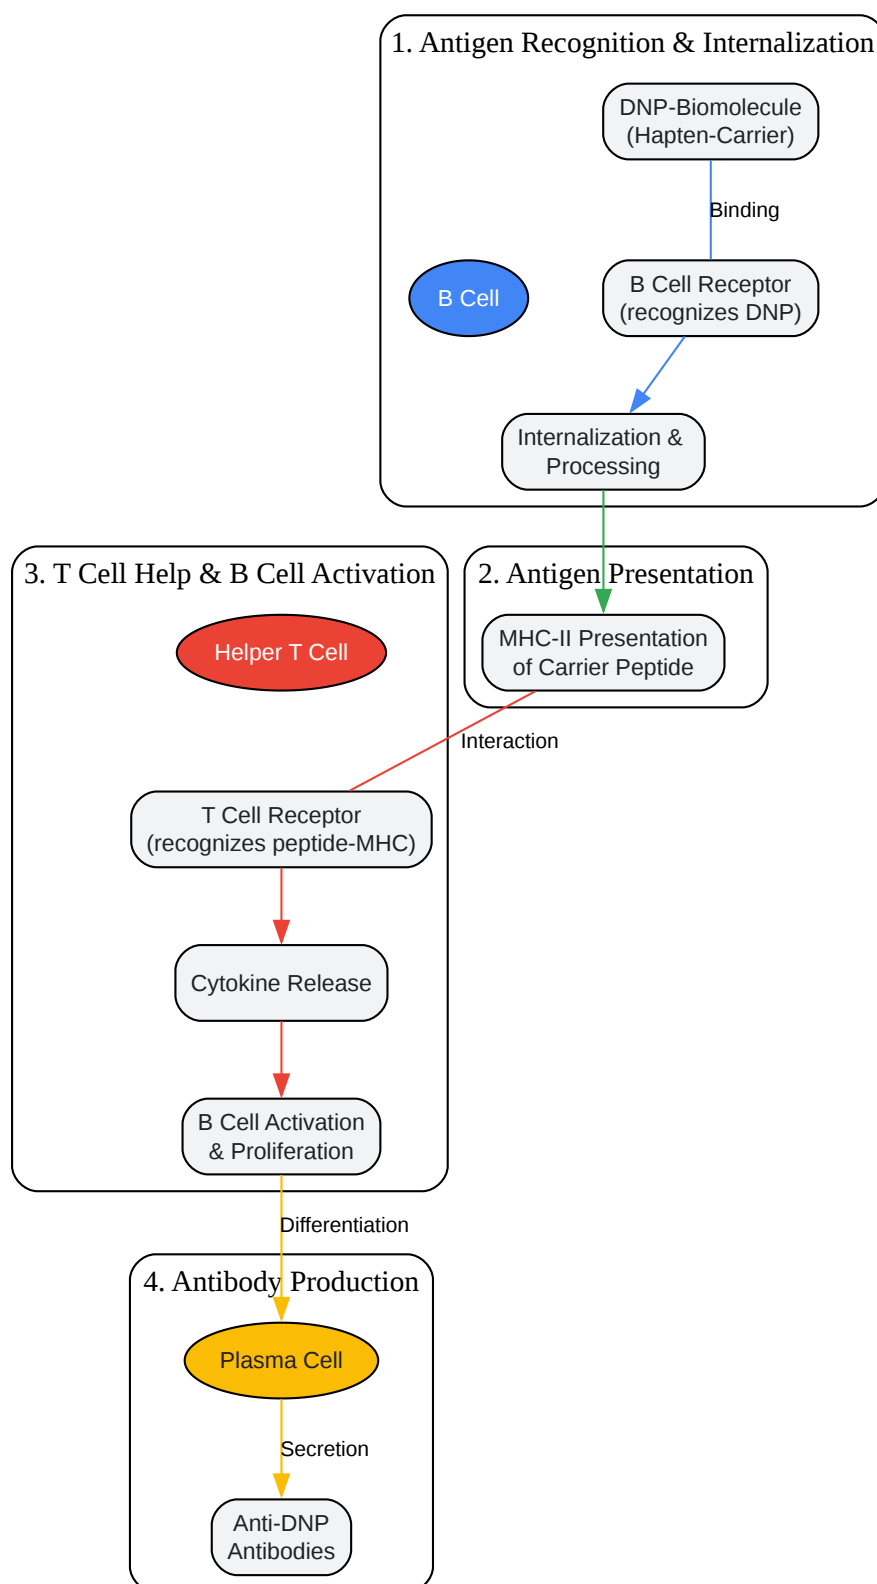 1. Antigen Recognition & Internalization
DNP-Biomolecule
(Hapten-Carrier)
Binding
B Cell
B Cell Receptor
(recognizes DNP)
Internalization &
Processing
3. T Cell Help & B Cell Activation
2. Antigen Presentation
Helper T Cell
MHC-II Presentation
of Carrier Peptide
Interaction
T Cell Receptor
(recognizes peptide-MHC)
Cytokine Release
B Cell Activation
& Proliferation
Differentiation
4. Antibody Production
Plasma Cell
Secretion
Anti-DNP
Antibodies